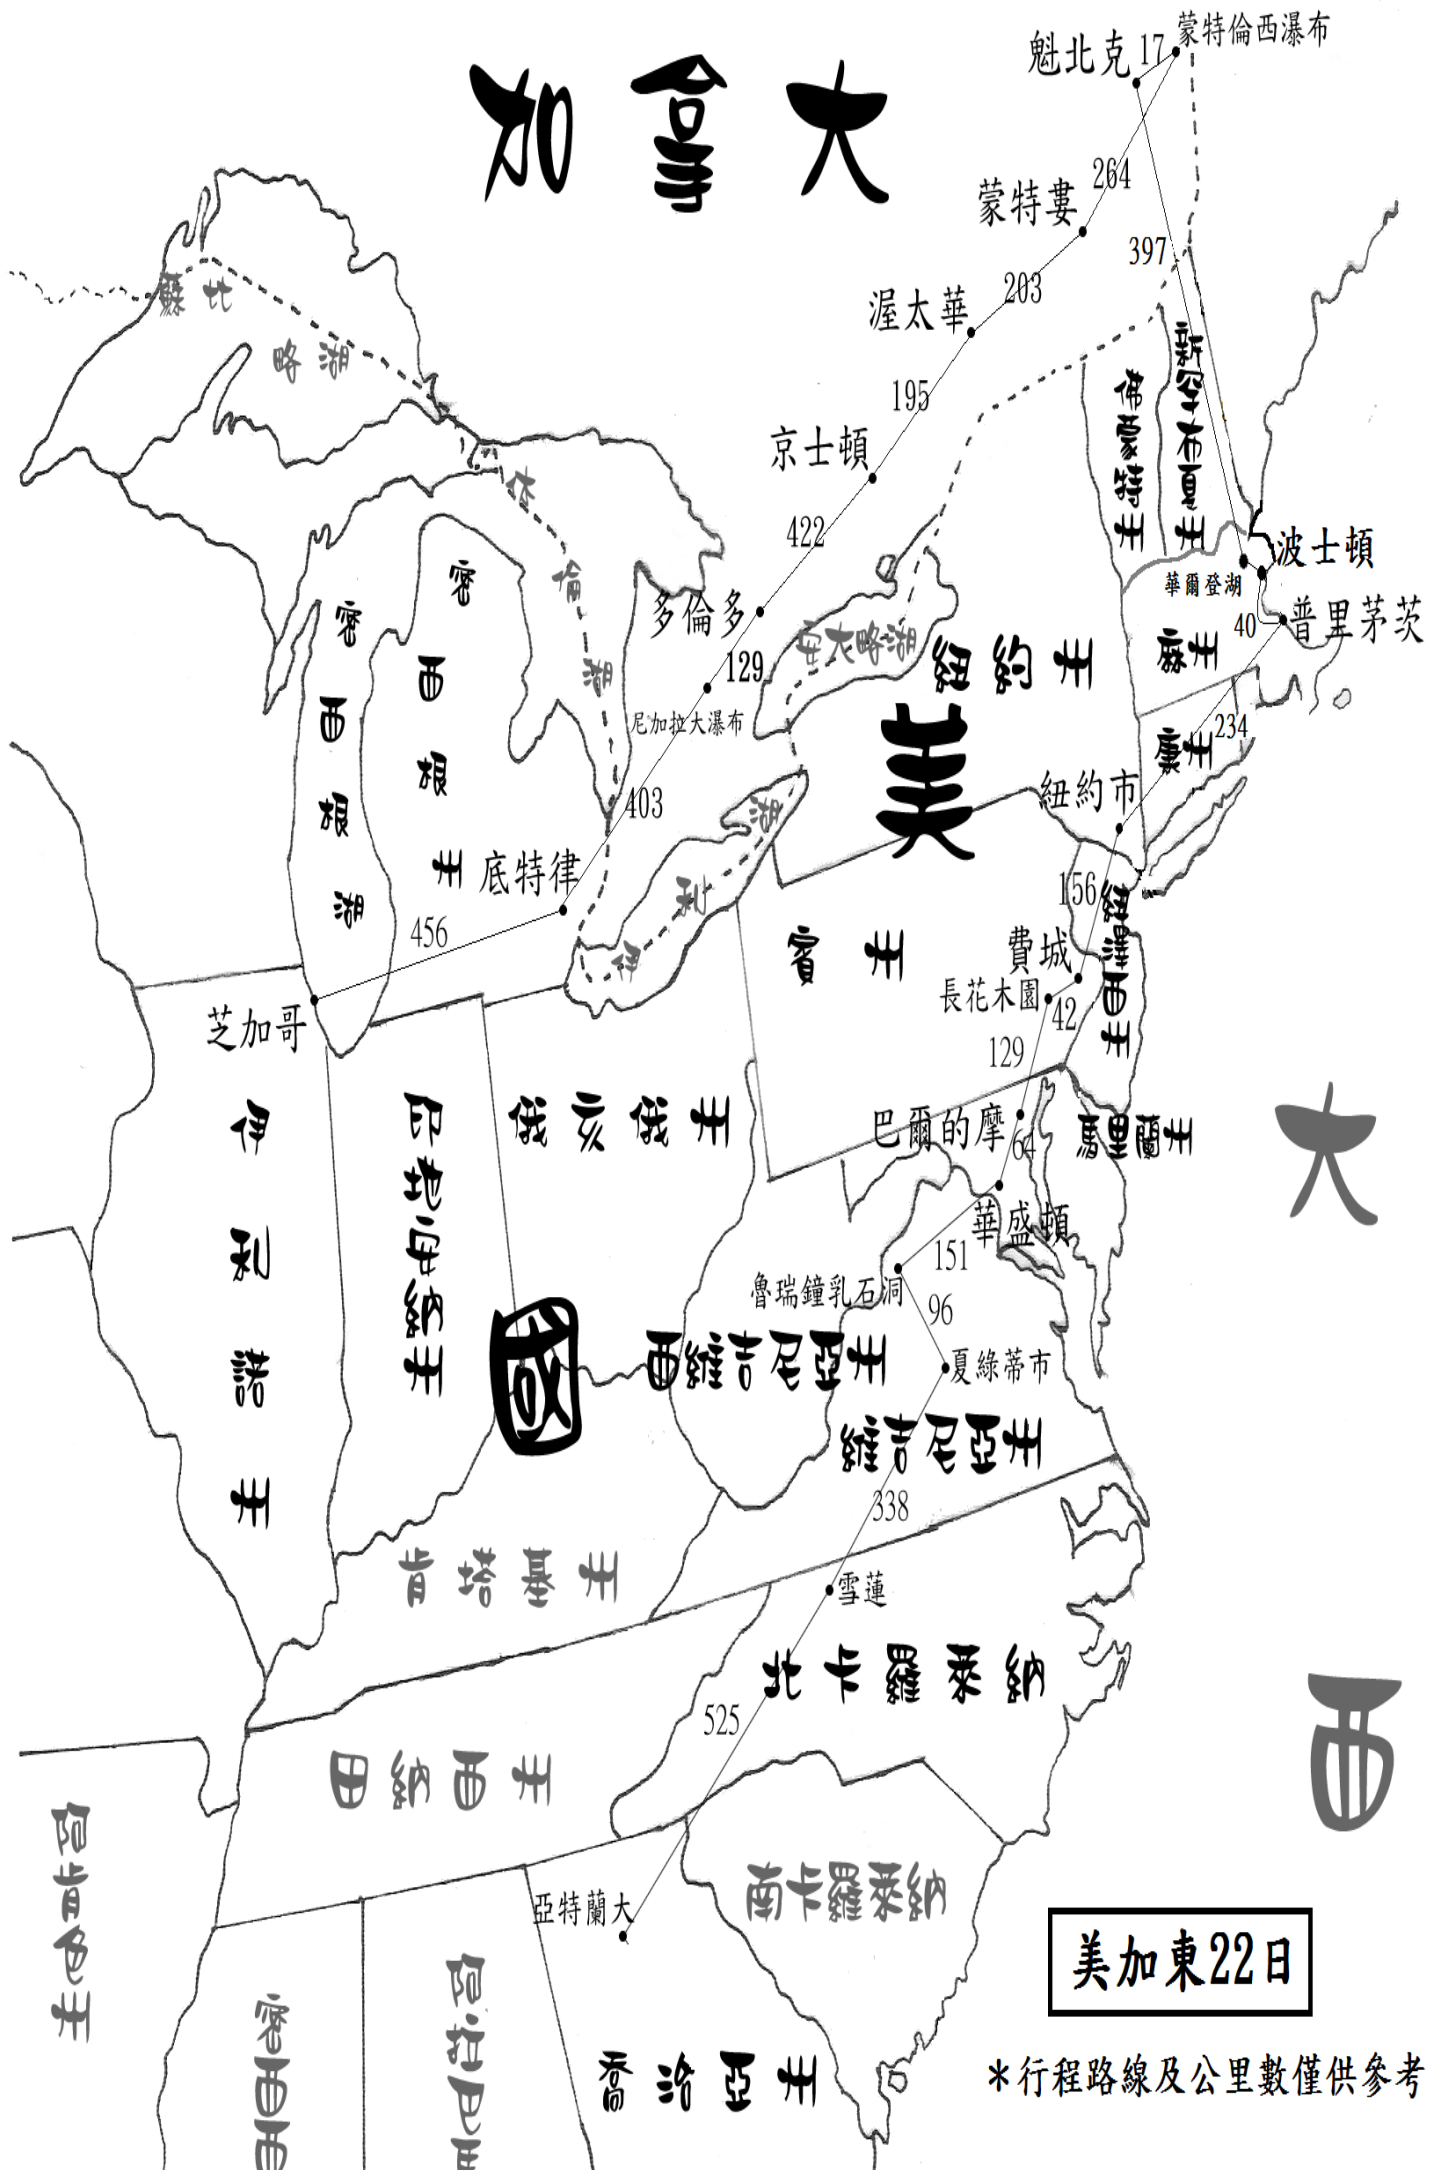 蒙特倫西瀑布
魁北克
17
加拿大
264
蒙特婁
397
203
渥太華
蘇比略湖
195
新罕布夏州
佛蒙特州
京士頓
休倫湖
422
波士頓
華爾登湖
密西根湖
密西根州
多倫多
安大略湖
40
普里茅茨
紐約州
麻州
129
尼加拉大瀑布
234
康州
美國
紐約市
403
伊利湖
底特律
156
紐澤西州
456
賓州
費城
長花木園
42
芝加哥
129
伊利諾州
印地安納州
俄亥俄州
巴爾的摩
64
馬里蘭州
大西
華盛頓
151
魯瑞鐘乳石洞
96
西維吉尼亞州
夏綠蒂市
維吉尼亞州
338
肯塔基州
雪蓮
北卡羅萊納
525
田納西州
阿肯色州
南卡羅萊納
亞特蘭大
美加東22日
阿拉巴馬
密西西
喬治亞州
＊行程路線及公里數僅供參考